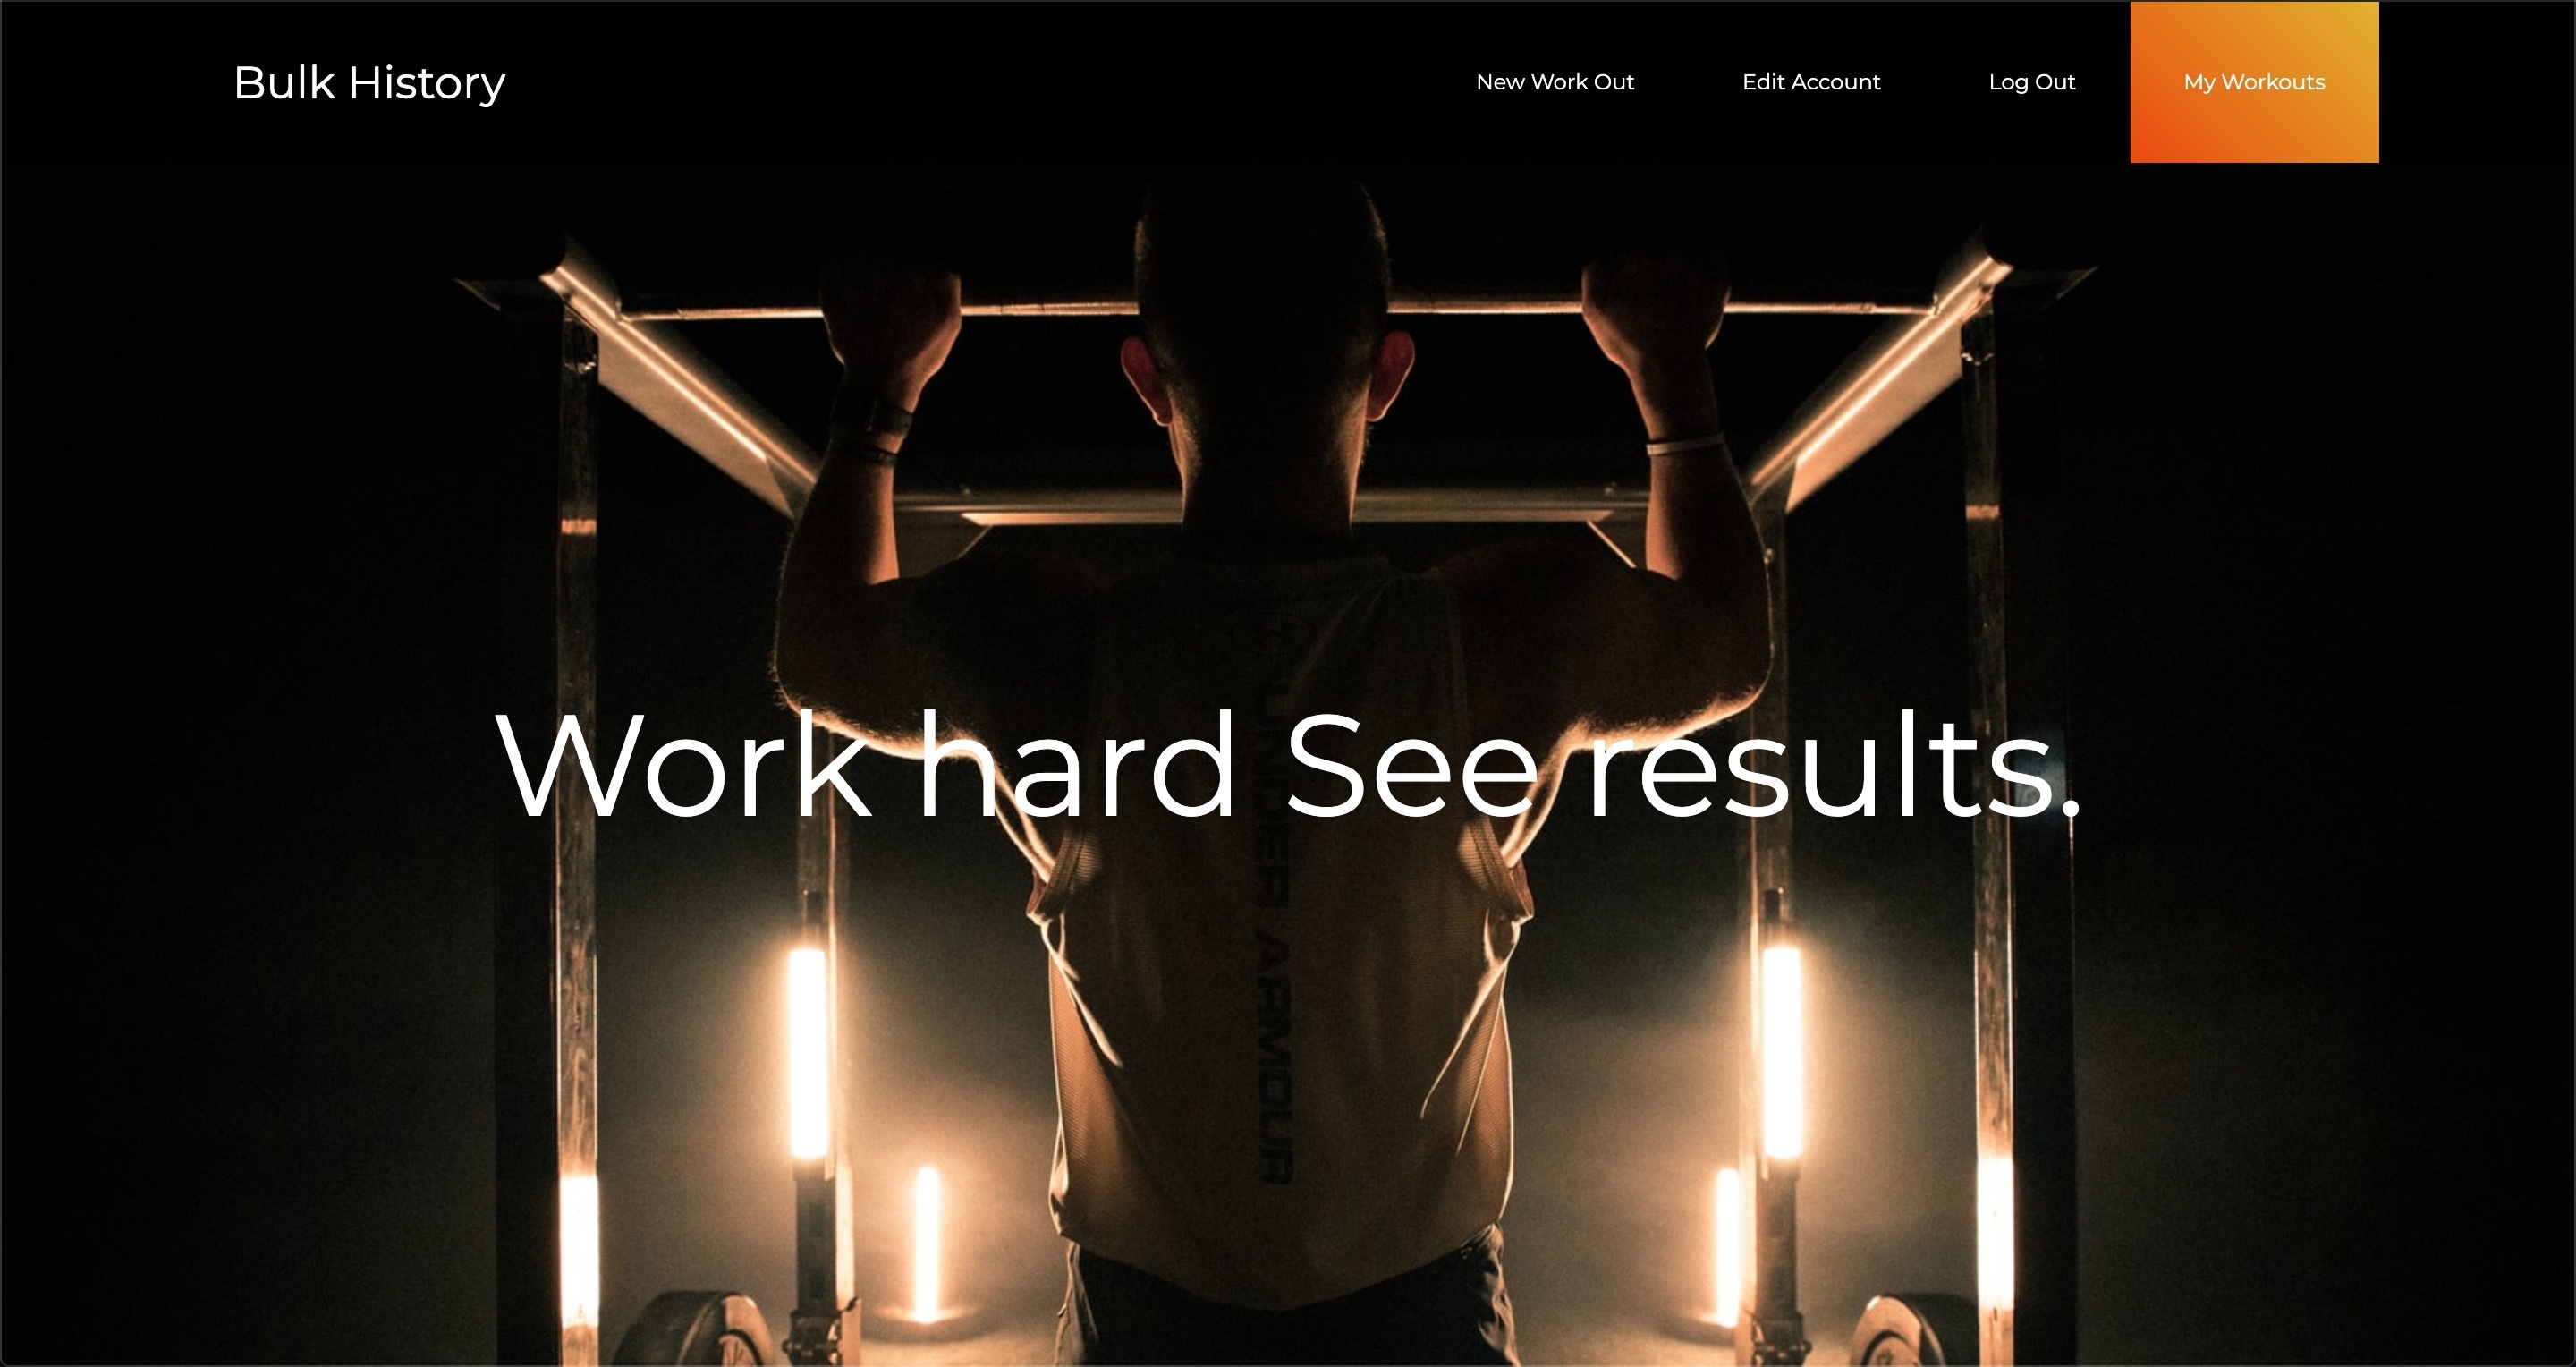 Bulk History
New Work Out
Edit Account
Log Out
My Workouts
Work hard See results.
UNDER ARMOUR